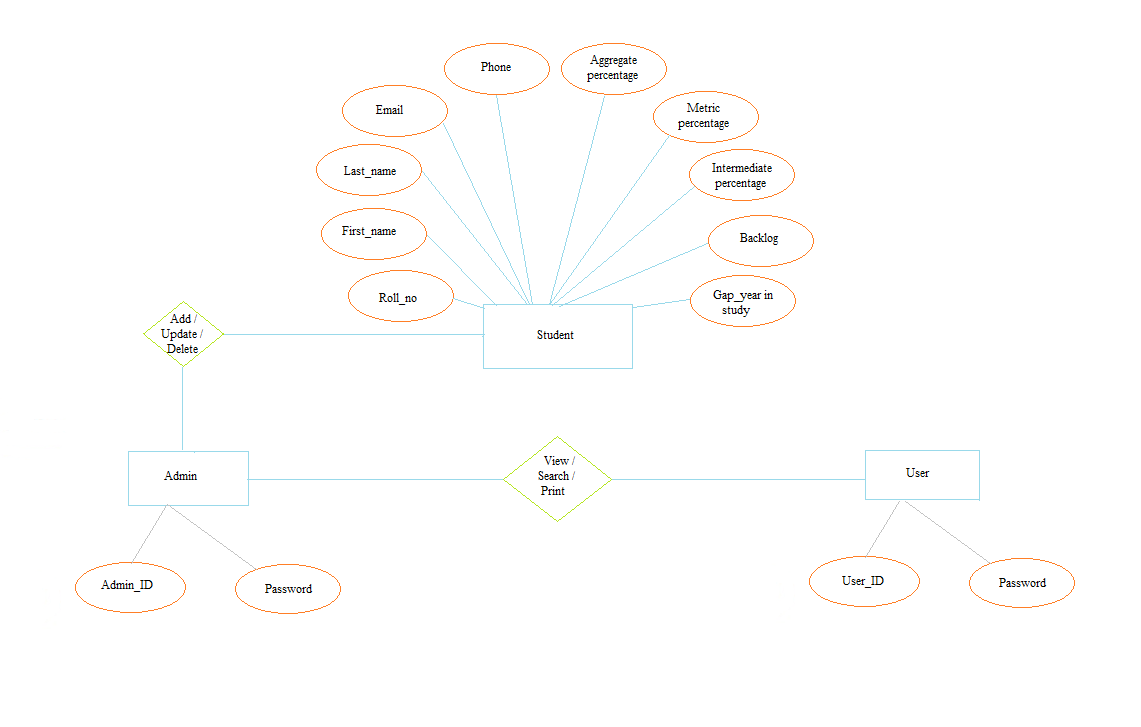 Phone
Aggregate
percentage
Email
Metric
percentage
Last_name
Intermediate
percentage
First_name
Backlog
Roll_no
Gap_year in
study
Add /
Update /
Delete
Student
Admin
View /
Search /
Print
User
Admin_ID
Password
User_ID
Password